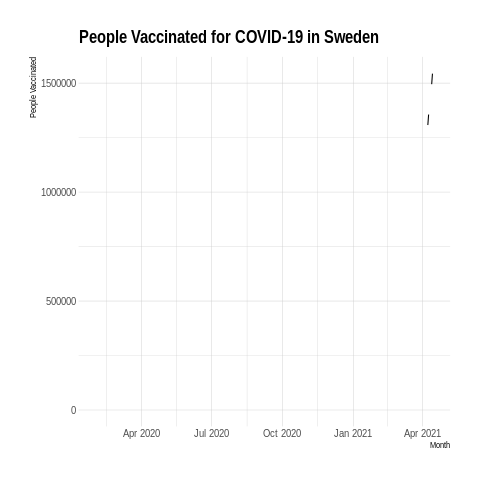 People Vaccinated for COVID-19 in Sweden
People Vaccinated
1500000
1000000
500000
0
Apr 2020 Jul 2020 Oct 2020 Jan 2021 Apr 2021
Month